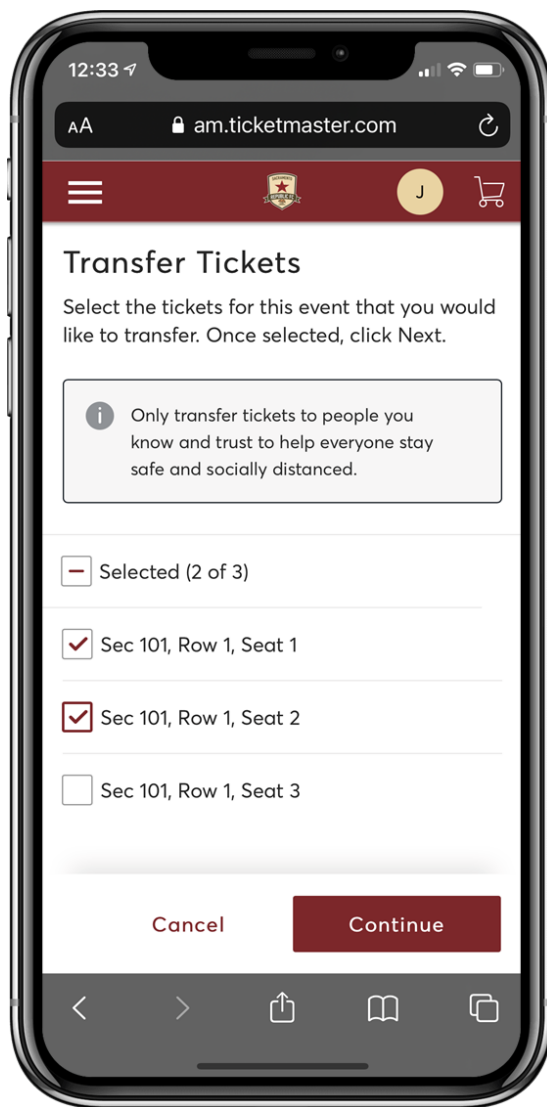 12:33
AA am.ticketmaster.com
SACRAMENTO
REPUBLIC FC
J
Transfer Tickets
Select the tickets for this event that you would
like to transfer. Once selected, click Next.
i Only transfer tickets to people you
know and trust to help everyone stay
safe and socially distanced.
Selected (2 of 3)
Sec 101, Row 1, Seat 1
Sec 101, Row 1, Seat 2
Sec 101, Row 1, Seat 3
Cancel Continue